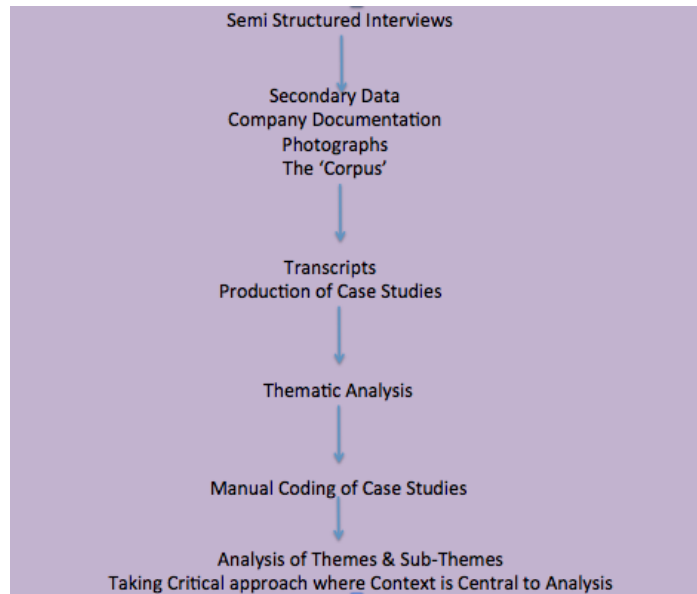 Semi Structured Interviews
Secondary Data
Company Documentation
Photographs
The ‘Corpus’
Transcripts
Production of Case Studies
Thematic Analysis
Manual Coding of Case Studies
Analysis of Themes & Sub-Themes
Taking Critical approach where Context is Central to Analysis